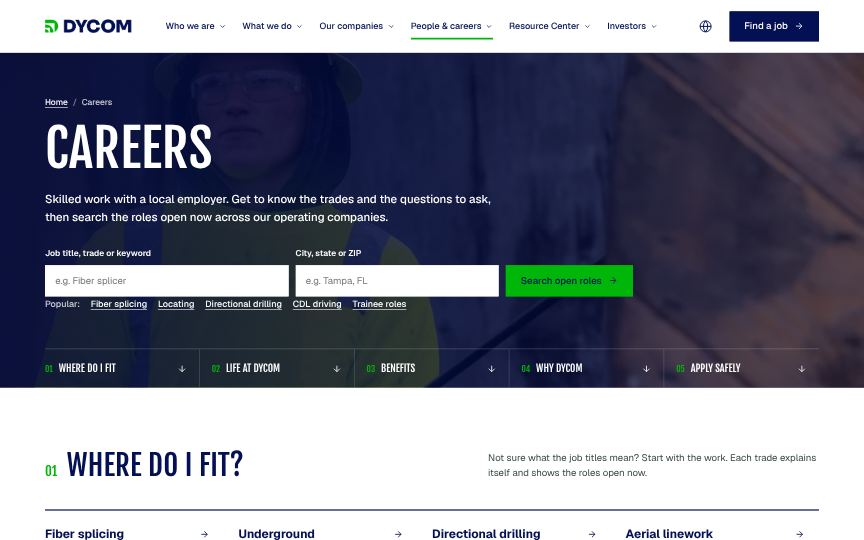 DYCOM
Who we are
What we do
Our companies
People & careers
Resource Center
Investors
Find a job
Home / Careers
CAREERS
Skilled work with a local employer. Get to know the trades and the questions to ask,
then search the roles open now across our operating companies.
Job title, trade or keyword
City, state or ZIP
e.g. Fiber splicer
e.g. Tampa, FL
Search open roles
Popular: Fiber splicing Locating Directional drilling CDL driving Trainee roles
01 WHERE DO I FIT
02 LIFE AT DYCOM
03 BENEFITS
04 WHY DYCOM
05 APPLY SAFELY
01 WHERE DO I FIT?
Not sure what the job titles mean? Start with the work. Each trade explains
itself and shows the roles open now.
Fiber splicing
Underground
Directional drilling
Aerial linework